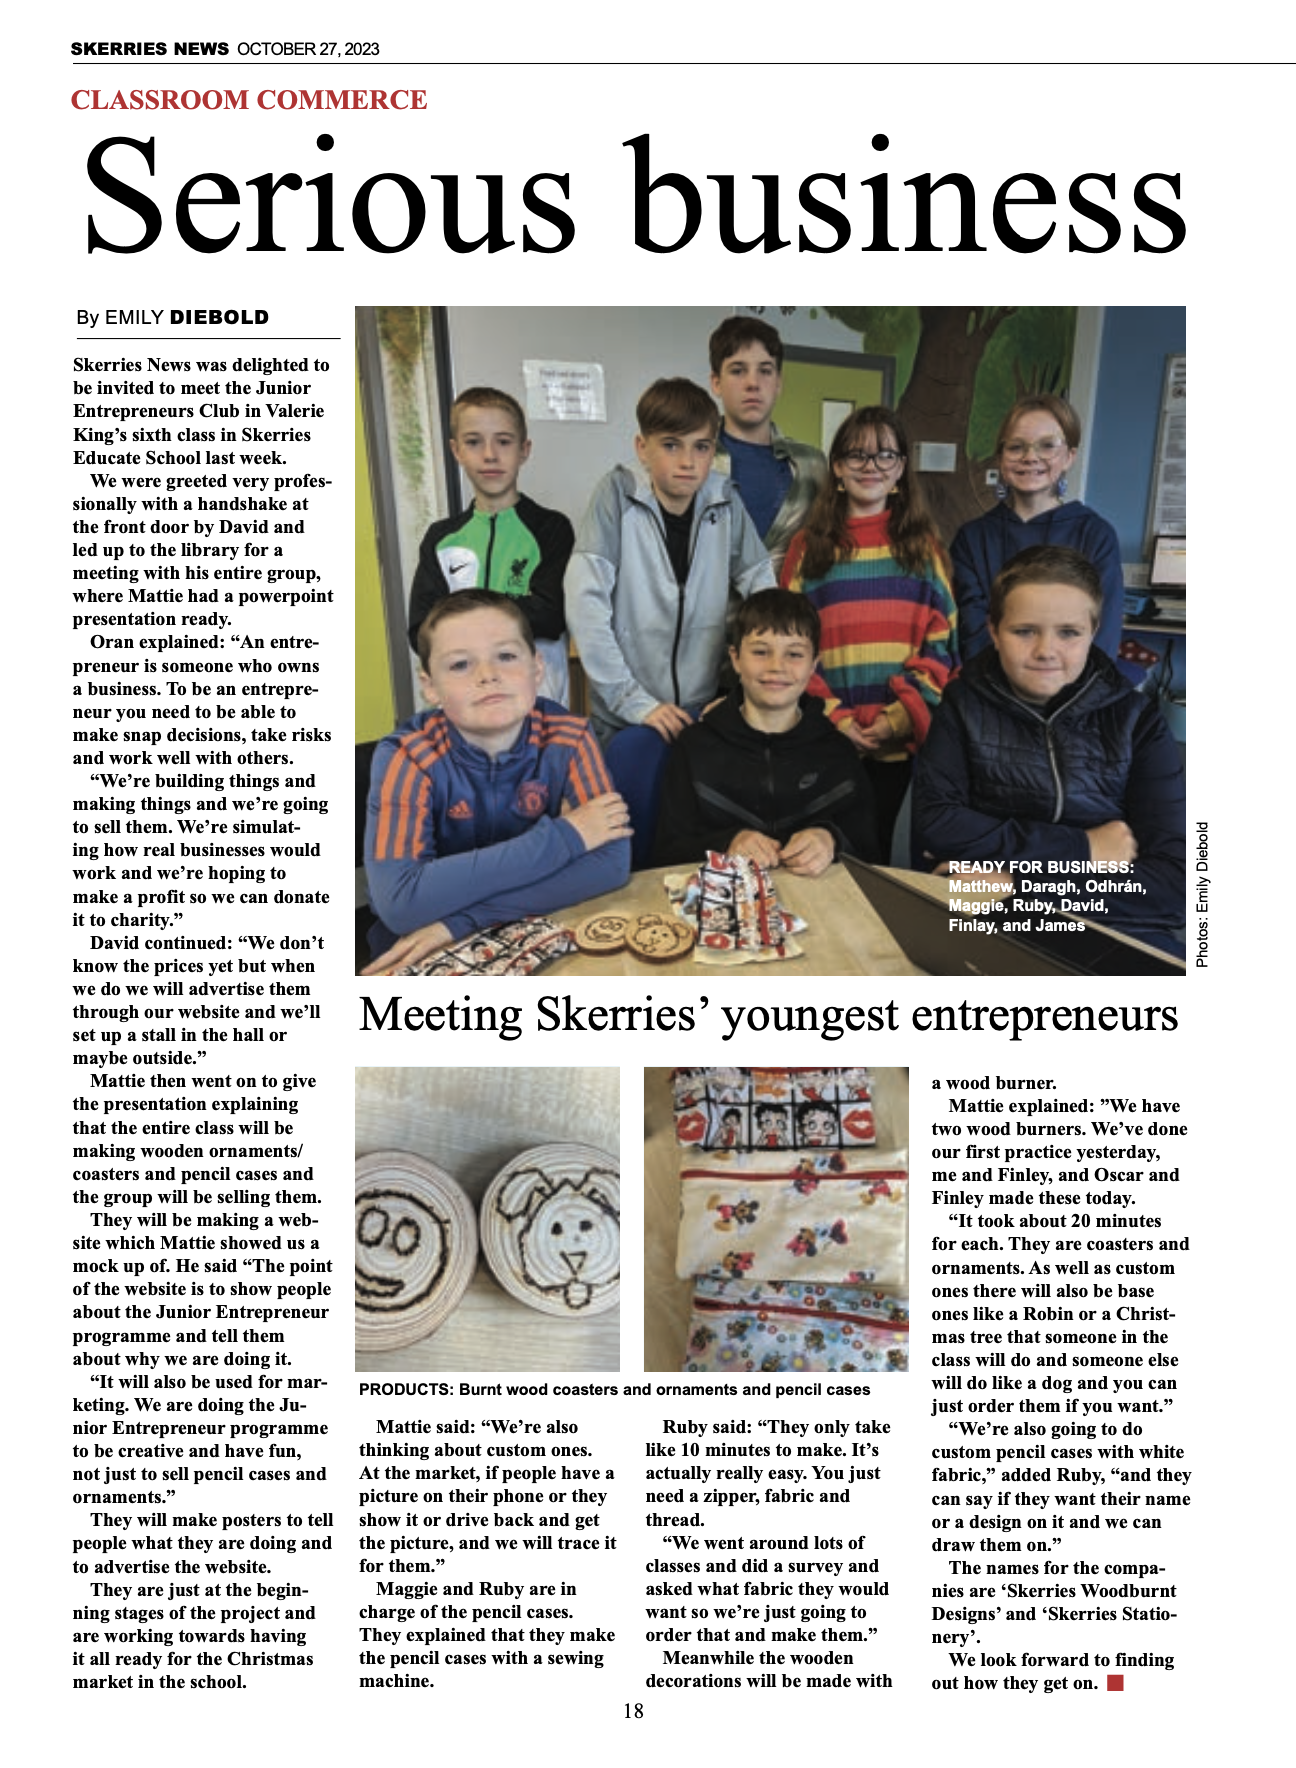 SKERRIES NEWS OCTOBER 27, 2023
CLASSROOM COMMERCE
Serious business
By EMILY DIEBOLD
Skerries News was delighted to
be invited to meet the Junior
Entrepreneurs Club in Valerie
King’s sixth class in Skerries
Educate School last week.
We were greeted very profes-
sionally with a handshake at
the front door by David and
led up to the library for a
meeting with his entire group,
where Mattie had a powerpoint
presentation ready.
Oran explained: “An entre-
preneur is someone who owns
a business. To be an entrepre-
neur you need to be able to
make snap decisions, take risks
and work well with others.
“We’re building things and
making things and we’re going
to sell them. We’re simulat-
ing how real businesses would
work and we’re hoping to
make a profit so we can donate
it to charity.”
David continued: “We don’t
know the prices yet but when
we do we will advertise them
through our website and we’ll
set up a stall in the hall or
maybe outside.”
Mattie then went on to give
the presentation explaining
that the entire class will be
making wooden ornaments/
coasters and pencil cases and
the group will be selling them.
They will be making a web-
site which Mattie showed us a
mock up of. He said “The point
of the website is to show people
about the Junior Entrepreneur
programme and tell them
about why we are doing it.
“It will also be used for mar-
keting. We are doing the Ju-
nior Entrepreneur programme
to be creative and have fun,
not just to sell pencil cases and
ornaments.”
They will make posters to tell
people what they are doing and
to advertise the website.
They are just at the begin-
ning stages of the project and
are working towards having
it all ready for the Christmas
market in the school.
READY FOR BUSINESS:
Matthew, Daragh, Odhrán,
Maggie, Ruby, David,
Finlay, and James
Photos: Emily Diebold
Meeting Skerries’ youngest entrepreneurs
PRODUCTS: Burnt wood coasters and ornaments and pencil cases
Mattie said: “We’re also
thinking about custom ones.
At the market, if people have a
picture on their phone or they
show it or drive back and get
the picture, and we will trace it
for them.”
Maggie and Ruby are in
charge of the pencil cases.
They explained that they make
the pencil cases with a sewing
machine.
Ruby said: “They only take
like 10 minutes to make. It’s
actually really easy. You just
need a zipper, fabric and
thread.
“We went around lots of
classes and did a survey and
asked what fabric they would
want so we’re just going to
order that and make them.”
Meanwhile the wooden
decorations will be made with
a wood burner.
Mattie explained: ”We have
two wood burners. We’ve done
our first practice yesterday,
me and Finley, and Oscar and
Finley made these today.
“It took about 20 minutes
for each. They are coasters and
ornaments. As well as custom
ones there will also be base
ones like a Robin or a Christ-
mas tree that someone in the
class will do and someone else
will do like a dog and you can
just order them if you want.”
“We’re also going to do
custom pencil cases with white
fabric,” added Ruby, “and they
can say if they want their name
or a design on it and we can
draw them on.”
The names for the compa-
nies are ‘Skerries Woodburnt
Designs’ and ‘Skerries Statio-
nery’.
We look forward to finding
out how they get on.
18